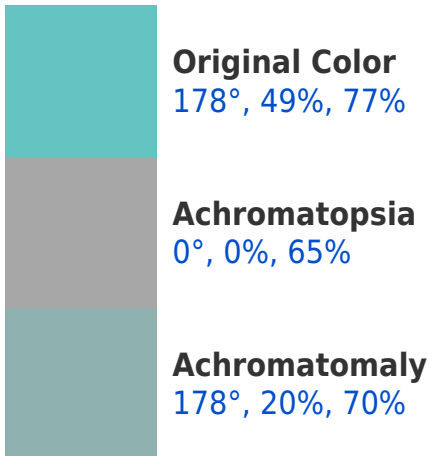 Original Color
178°, 49%, 77%
Achromatopsia
0°, 0%, 65%
Achromatomaly
178°, 20%, 70%